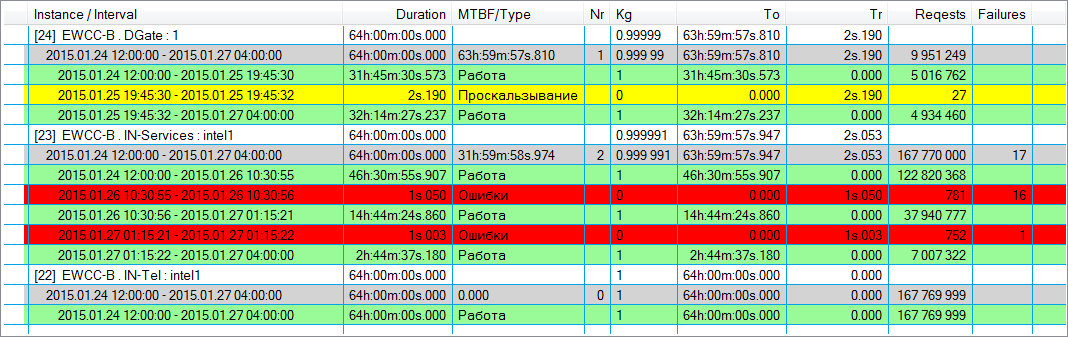 Instance / Interval Duration MTBF/Type Nr Kg To Tr Reqests Failures
[24] EWCC-B . DGate : 1 64h:00m:00s.000 0.99999 63h:59m:57s.810 2s.190
2015.01.24 12:00:00 - 2015.01.27 04:00:00 64h:00m:00s.000 63h:59m:57s.810 1 0.999 99 63h:59m:57s.810 2s.190 9 951 249
2015.01.24 12:00:00 - 2015.01.25 19:45:30 31h:45m:30s.573 Работа 1 31h:45m:30s.573 0.000 5 016 762
2015.01.25 19:45:30 - 2015.01.25 19:45:32 2s.190 Проскальзывание 0 0.000 2s.190 27
2015.01.25 19:45:32 - 2015.01.27 04:00:00 32h:14m:27s.237 Работа 1 32h:14m:27s.237 0.000 4 934 460
[23] EWCC-B . IN-Services : intel1 64h:00m:00s.000 0.999991 63h:59m:57s.947 2s.053
2015.01.24 12:00:00 - 2015.01.27 04:00:00 64h:00m:00s.000 31h:59m:58s.974 2 0.999 991 63h:59m:57s.947 2s.053 167 770 000 17
2015.01.24 12:00:00 - 2015.01.26 10:30:55 46h:30m:55s.907 Работа 1 46h:30m:55s.907 0.000 122 820 368
2015.01.26 10:30:55 - 2015.01.26 10:30:56 1s.050 Ошибки 0 0.000 1s.050 781 16
2015.01.26 10:30:56 - 2015.01.27 01:15:21 14h:44m:24s.860 Работа 1 14h:44m:24s.860 0.000 37 940 777
2015.01.27 01:15:21 - 2015.01.27 01:15:22 1s.003 Ошибки 0 0.000 1s.003 752 1
2015.01.27 01:15:22 - 2015.01.27 04:00:00 2h:44m:37s.180 Работа 1 2h:44m:37s.180 0.000 7 007 322
[22] EWCC-B . IN-Tel : intel1 64h:00m:00s.000 1 64h:00m:00s.000 0.000
2015.01.24 12:00:00 - 2015.01.27 04:00:00 64h:00m:00s.000 0.000 0 1 64h:00m:00s.000 0.000 167 769 999
2015.01.24 12:00:00 - 2015.01.27 04:00:00 64h:00m:00s.000 Работа 1 64h:00m:00s.000 0.000 167 769 999